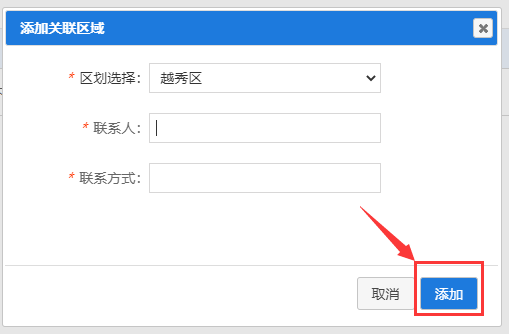 添加关联区域
* 区划选择: 越秀区
* 联系人:
* 联系方式:
取消 添加